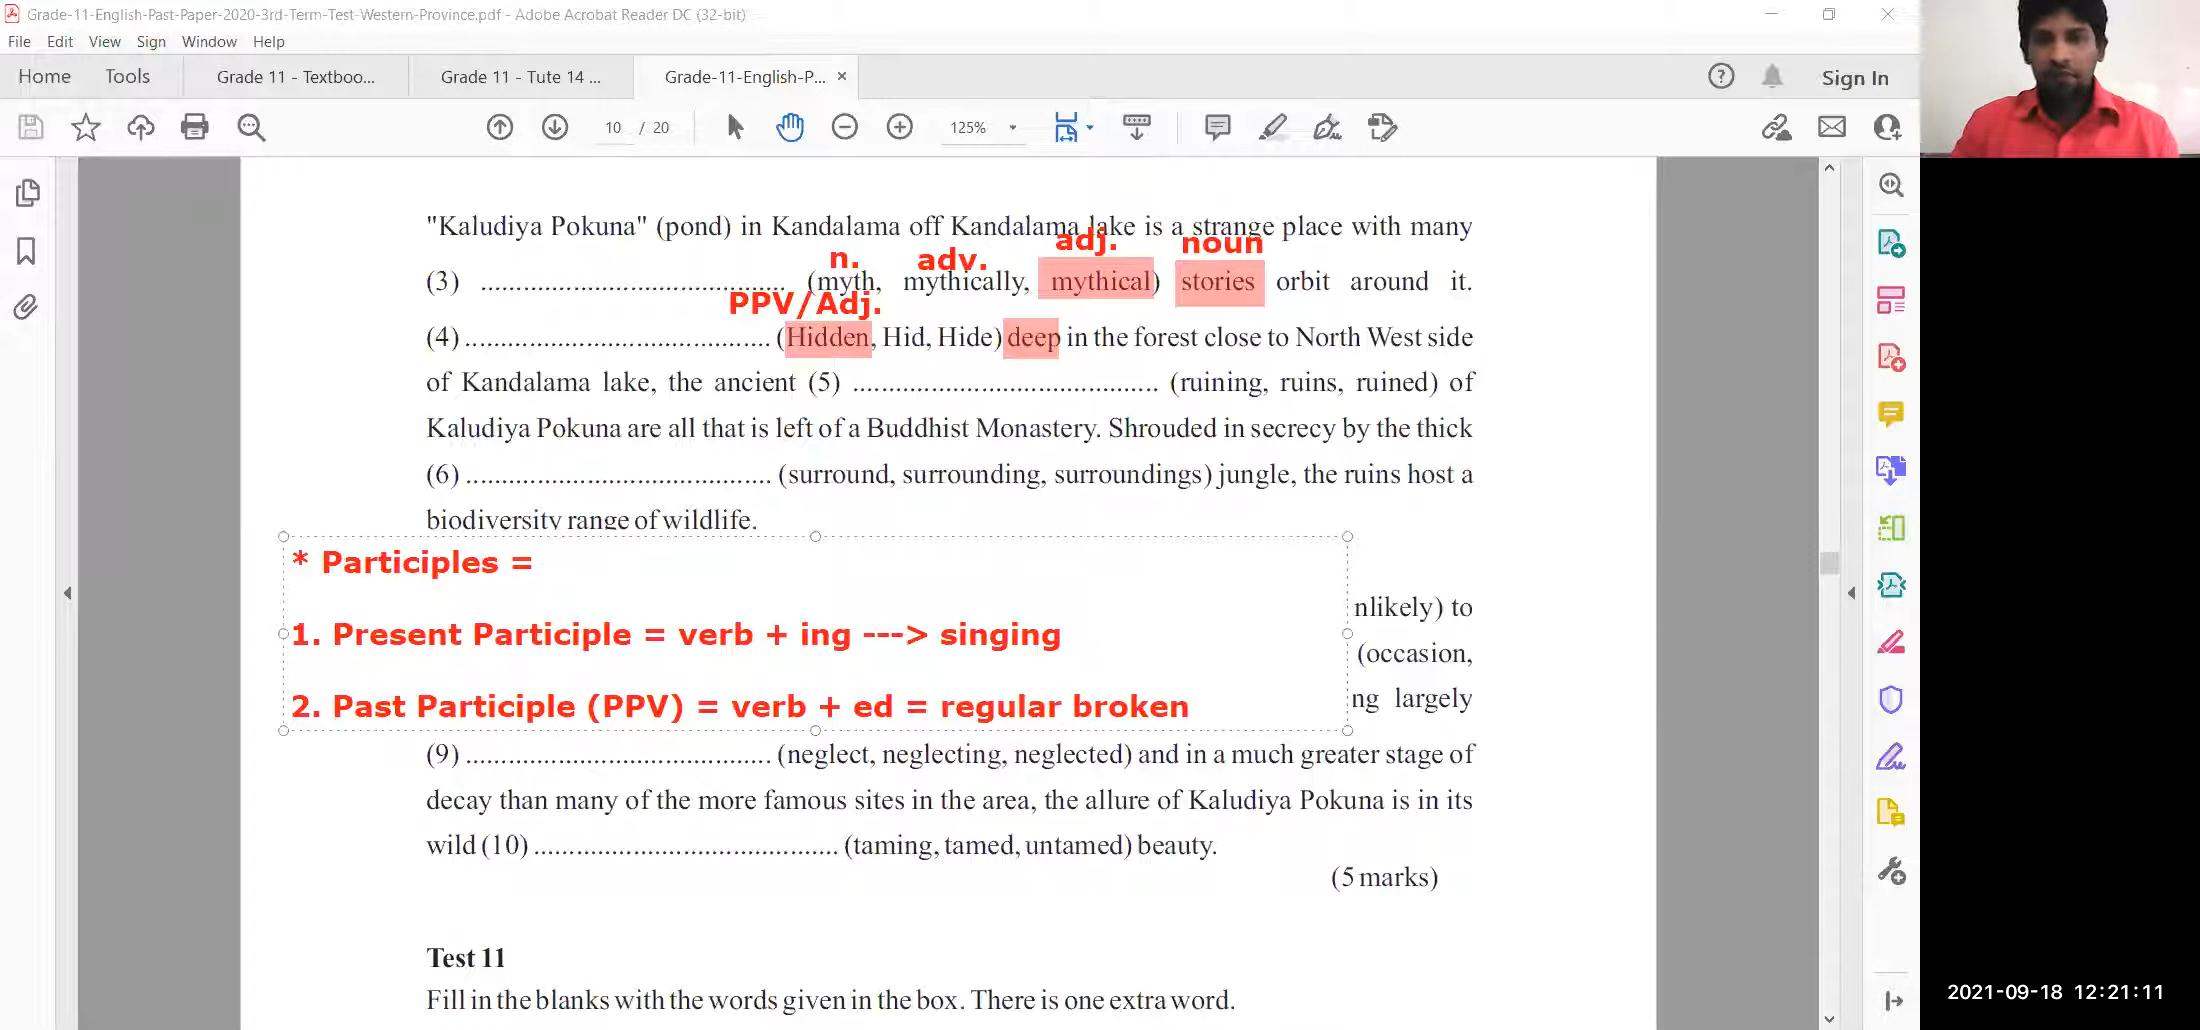 Grade-11-English-Past-Paper-2020-3rd-Term-Test-Western-Province.pdf - Adobe Acrobat Reader DC (32-bit)
File Edit View Sign Window Help
Home Tools Grade 11 - Textboo... Grade 11 - Tute 14 ... Grade-11-English-P... × Sign In
10 / 20 125%
"Kaludiya Pokuna" (pond) in Kandalama off Kandalama lake is a strange place with many
n. adv. adj. noun
(3) .......................................... (myth, mythically, mythical) stories orbit around it.
PPV/Adj.
(4) .......................................... (Hidden, Hid, Hide) deep in the forest close to North West side
of Kandalama lake, the ancient (5) .......................................... (ruining, ruins, ruined) of
Kaludiya Pokuna are all that is left of a Buddhist Monastery. Shrouded in secrecy by the thick
(6) .......................................... (surround, surrounding, surroundings) jungle, the ruins host a
biodiversity range of wildlife.
* Participles =
nlikely) to
1. Present Participle = verb + ing ---> singing
(occasion,
2. Past Participle (PPV) = verb + ed = regular broken
ng largely
(9) .......................................... (neglect, neglecting, neglected) and in a much greater stage of
decay than many of the more famous sites in the area, the allure of Kaludiya Pokuna is in its
wild (10) .......................................... (taming, tamed, untamed) beauty.
(5 marks)
Test 11
Fill in the blanks with the words given in the box. There is one extra word.
2021-09-18 12:21:11